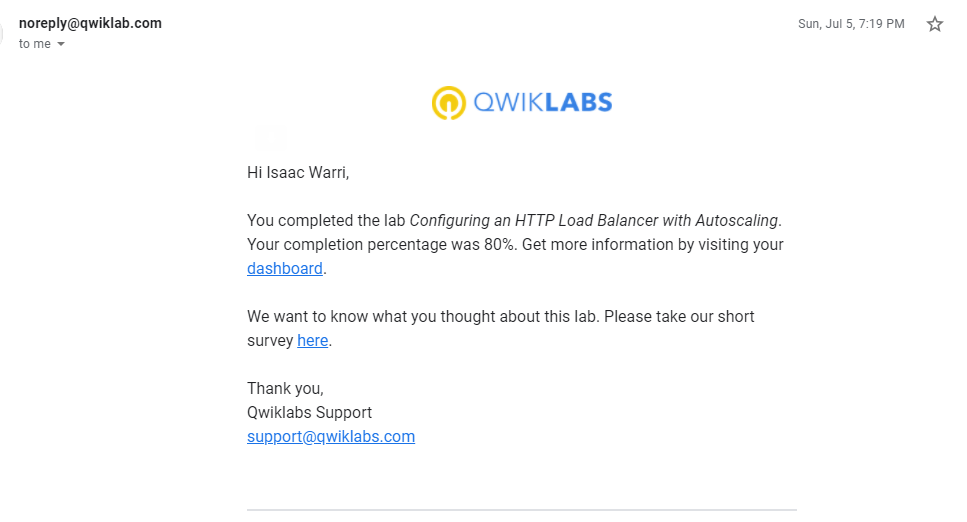 noreply@qwiklab.com
Sun, Jul 5, 7:19 PM
to me
QWIKLABS
Hi Isaac Warri,
You completed the lab Configuring an HTTP Load Balancer with Autoscaling.
Your completion percentage was 80%. Get more information by visiting your
dashboard.
We want to know what you thought about this lab. Please take our short
survey here.
Thank you,
Qwiklabs Support
support@qwiklabs.com